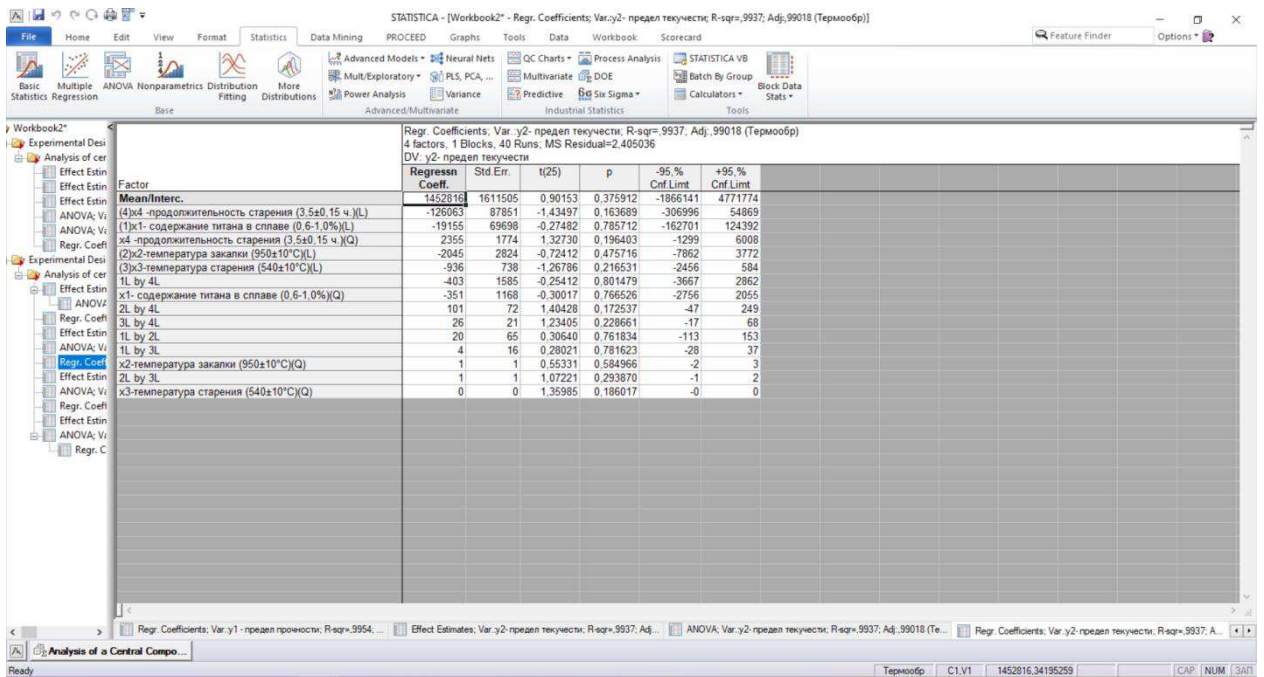 STATISTICA - [Workbook2* - Regr. Coefficients; Var.:y2- предел текучести; R-sqr=,9937; Adj:,99018 (Термообр)]
File Home Edit View Format Statistics Data Mining PROCEED Graphs Tools Data Workbook Scorecard Feature Finder Options
Advanced Models Neural Nets QC Charts Process Analysis STATISTICA VB
Mult/Exploratory PLS, PCA, ... Multivariate DOE Batch By Group
Basic Statistics Multiple Regression ANOVA Nonparametrics Distribution Fitting More Distributions Power Analysis Variance Predictive Six Sigma Calculators Block Data Stats
Base Advanced/Multivariate Industrial Statistics Tools
Workbook2*
Experimental Desi
Analysis of cer
Effect Estin
Effect Estin
Effect Estin
ANOVA; Va
ANOVA; Va
Regr. Coeff
Experimental Desi
Analysis of cer
Effect Estin
ANOVA
Regr. Coeff
Effect Estin
ANOVA; Va
Regr. Coeff
Effect Estin
ANOVA; Va
Regr. Coeff
Effect Estin
ANOVA; Va
Regr. C
Regr. Coefficients; Var.:y2- предел текучести; R-sqr=,9937; Adj:,99018 (Термообр)
4 factors, 1 Blocks, 40 Runs; MS Residual=2,405036
DV: y2- предел текучести
Factor Regressn Coeff. Std.Err. t(25) p -95,% Cnf.Limt +95,% Cnf.Limt
Mean/Interc. 1452816 1611505 0,90153 0,375912 -1866141 4771774
(4)x4 -продолжительность старения (3,5±0,15 ч.)(L) -126063 87851 -1,43497 0,163689 -306996 54869
(1)x1- содержание титана в сплаве (0,6-1,0%)(L) -19155 69698 -0,27482 0,785712 -162701 124392
x4 -продолжительность старения (3,5±0,15 ч.)(Q) 2355 1774 1,32730 0,196403 -1299 6008
(2)x2-температура закалки (950±10°C)(L) -2045 2824 -0,72412 0,475716 -7862 3772
(3)x3-температура старения (540±10°C)(L) -936 738 -1,26786 0,216531 -2456 584
1L by 4L -403 1585 -0,25412 0,801479 -3667 2862
x1- содержание титана в сплаве (0,6-1,0%)(Q) -351 1168 -0,30017 0,766526 -2756 2055
2L by 4L 101 72 1,40428 0,172537 -47 249
3L by 4L 26 21 1,23405 0,228661 -17 68
1L by 2L 20 65 0,30640 0,761834 -113 153
1L by 3L 4 16 0,28021 0,781623 -28 37
x2-температура закалки (950±10°C)(Q) 1 1 0,55331 0,584966 -2 3
2L by 3L 1 1 1,07221 0,293870 -1 2
x3-температура старения (540±10°C)(Q) 0 0 1,35985 0,186017 -0 0
Regr. Coefficients; Var.:y1 - предел прочности; R-sqr=,9954; ... Effect Estimates; Var.:y2- предел текучести; R-sqr=,9937; Adj... ANOVA; Var.:y2- предел текучести; R-sqr=,9937; Adj:,99018 (Те... Regr. Coefficients; Var.:y2- предел текучести; R-sqr=,9937; A...
Analysis of a Central Compo...
Ready Термообр C1,V1 1452816,34195259 CAP NUM ЗАП